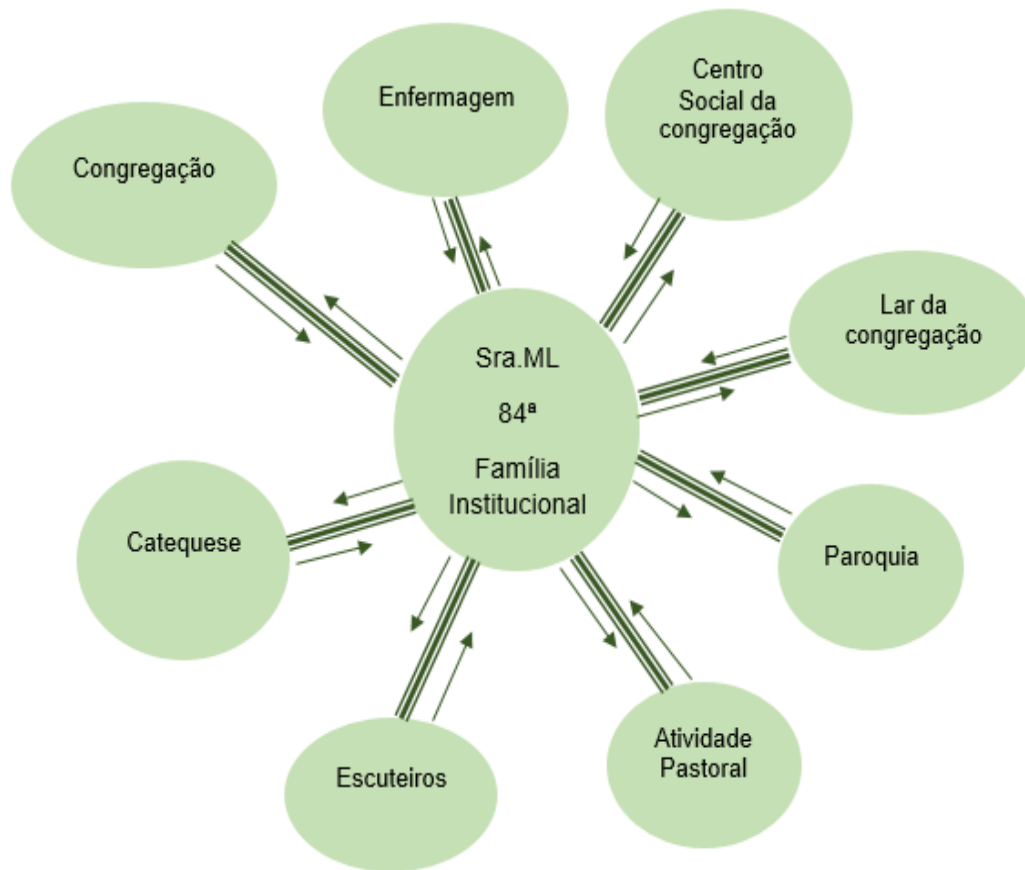 Enfermagem
Centro
Social da
congregação
Congregação
Lar da
congregação
Sra.ML
84ª
Família
Institucional
Catequese
Paroquia
Escuteiros
Atividade
Pastoral